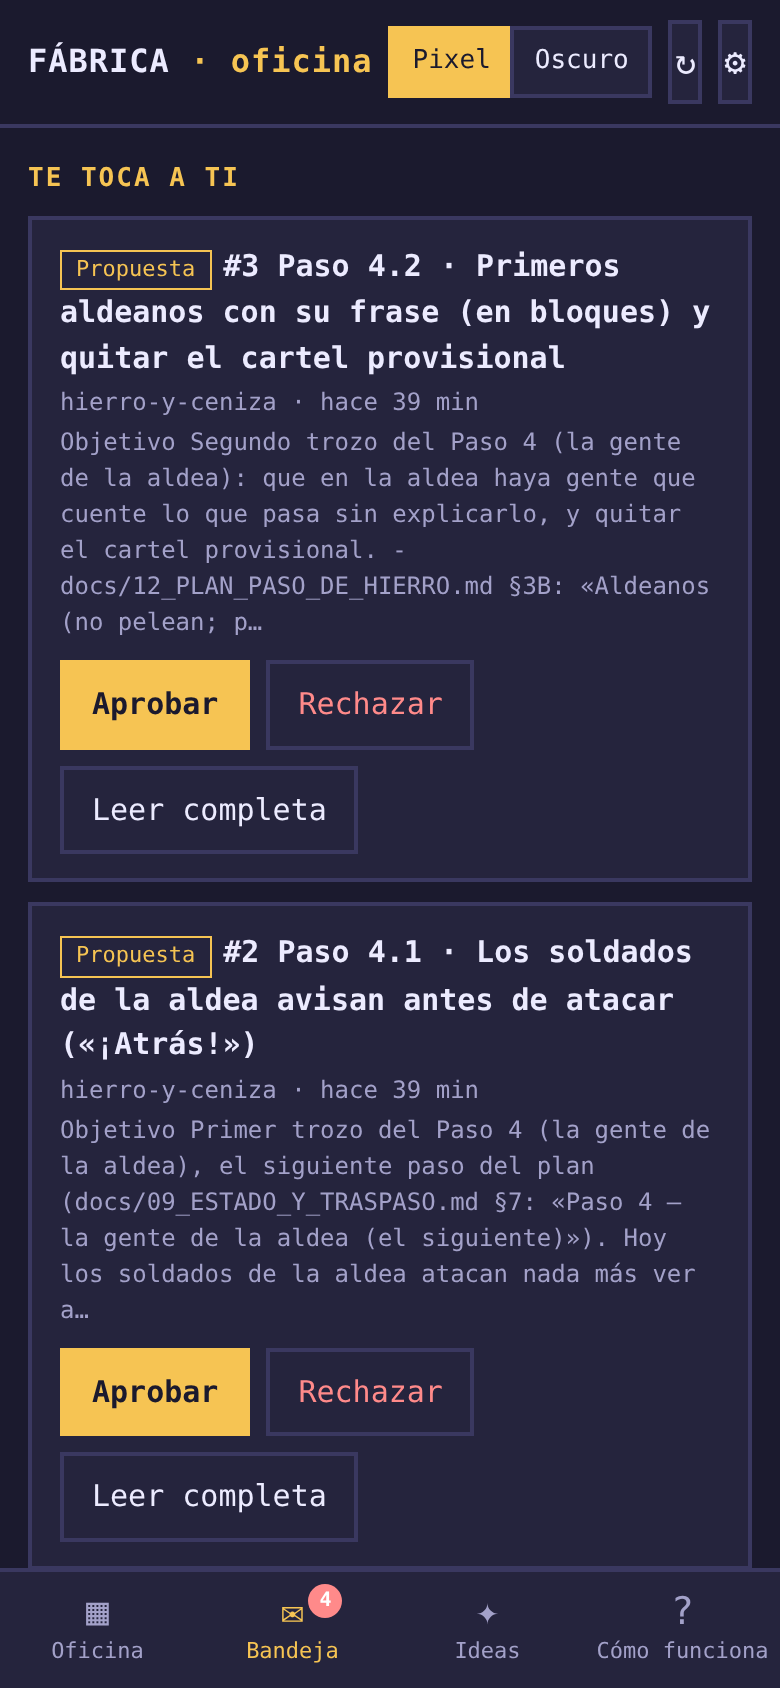 FÁBRICA · oficina Pixel Oscuro ↻ ⚙
TE TOCA A TI
Propuesta #3 Paso 4.2 · Primeros
aldeanos con su frase (en bloques) y
quitar el cartel provisional
hierro-y-ceniza · hace 39 min
Objetivo Segundo trozo del Paso 4 (la gente
de la aldea): que en la aldea haya gente que
cuente lo que pasa sin explicarlo, y quitar
el cartel provisional. -
docs/12_PLAN_PASO_DE_HIERRO.md §3B: «Aldeanos
(no pelean; p…
Aprobar Rechazar
Leer completa
Propuesta #2 Paso 4.1 · Los soldados
de la aldea avisan antes de atacar
(«¡Atrás!»)
hierro-y-ceniza · hace 39 min
Objetivo Primer trozo del Paso 4 (la gente de
la aldea), el siguiente paso del plan
(docs/09_ESTADO_Y_TRASPASO.md §7: «Paso 4 —
la gente de la aldea (el siguiente)»). Hoy
los soldados de la aldea atacan nada más ver
a…
Aprobar Rechazar
Leer completa
▦ ✉ 4 ✦ ?
Oficina Bandeja Ideas Cómo funciona